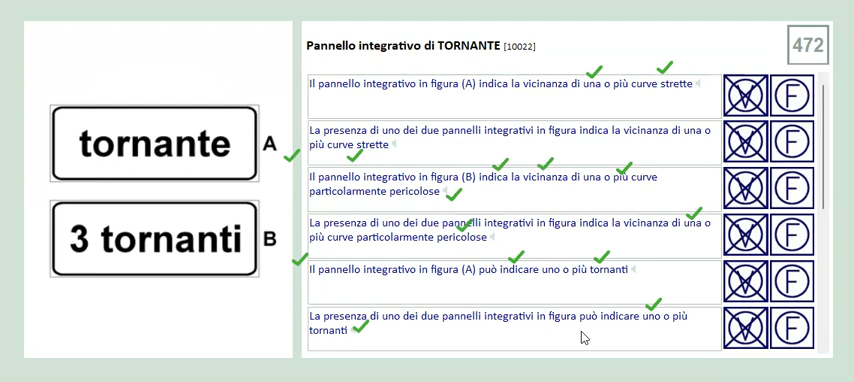 Pannello integrativo di TORNANTE [10022]
472
tornante A
3 tornanti B
Il pannello integrativo in figura (A) indica la vicinanza di una o più curve strette
V F
La presenza di uno dei due pannelli integrativi in figura indica la vicinanza di una o
più curve strette
V F
Il pannello integrativo in figura (B) indica la vicinanza di una o più curve
particolarmente pericolose
V F
La presenza di uno dei due pannelli integrativi in figura indica la vicinanza di una o
più curve particolarmente pericolose
V F
Il pannello integrativo in figura (A) può indicare uno o più tornanti
V F
La presenza di uno dei due pannelli integrativi in figura può indicare uno o più
tornanti
V F